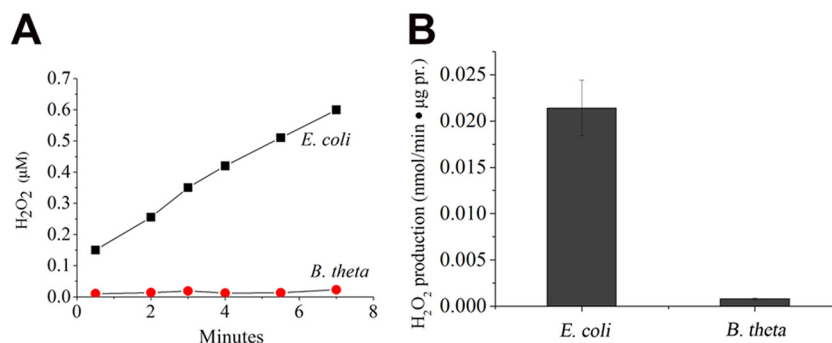 A
0.7
0.6
0.5
0.4
0.3
0.2
0.1
0.0
H₂O₂ (µM)
E. coli
B. theta
0 2 4 6 8
Minutes
B
0.025
0.020
0.015
0.010
0.005
0.000
H₂O₂ production (nmol/min • µg pr.)
E. coli B. theta